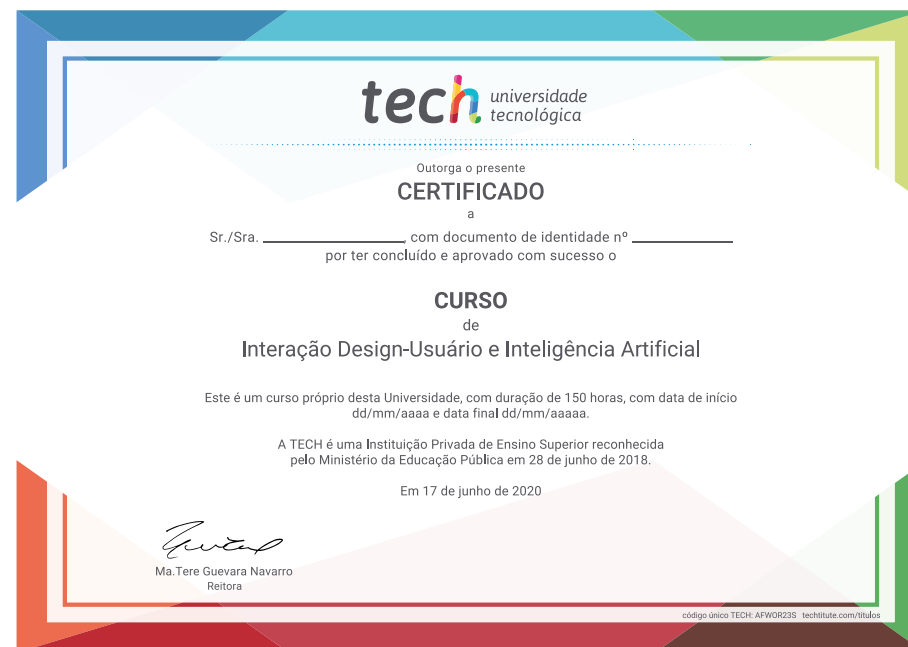 tech universidade
tecnológica
Outorga o presente
CERTIFICADO
a
Sr./Sra. ____________, com documento de identidade nº ____________
por ter concluído e aprovado com sucesso o
CURSO
de
Interação Design-Usuário e Inteligência Artificial
Este é um curso próprio desta Universidade, com duração de 150 horas, com data de início
dd/mm/aaaa e data final dd/mm/aaaaa.
A TECH é uma Instituição Privada de Ensino Superior reconhecida
pelo Ministério da Educação Pública em 28 de junho de 2018.
Em 17 de junho de 2020
Ma.Tere Guevara Navarro
Reitora
código único TECH: AFWOR23S techtitute.com/títulos